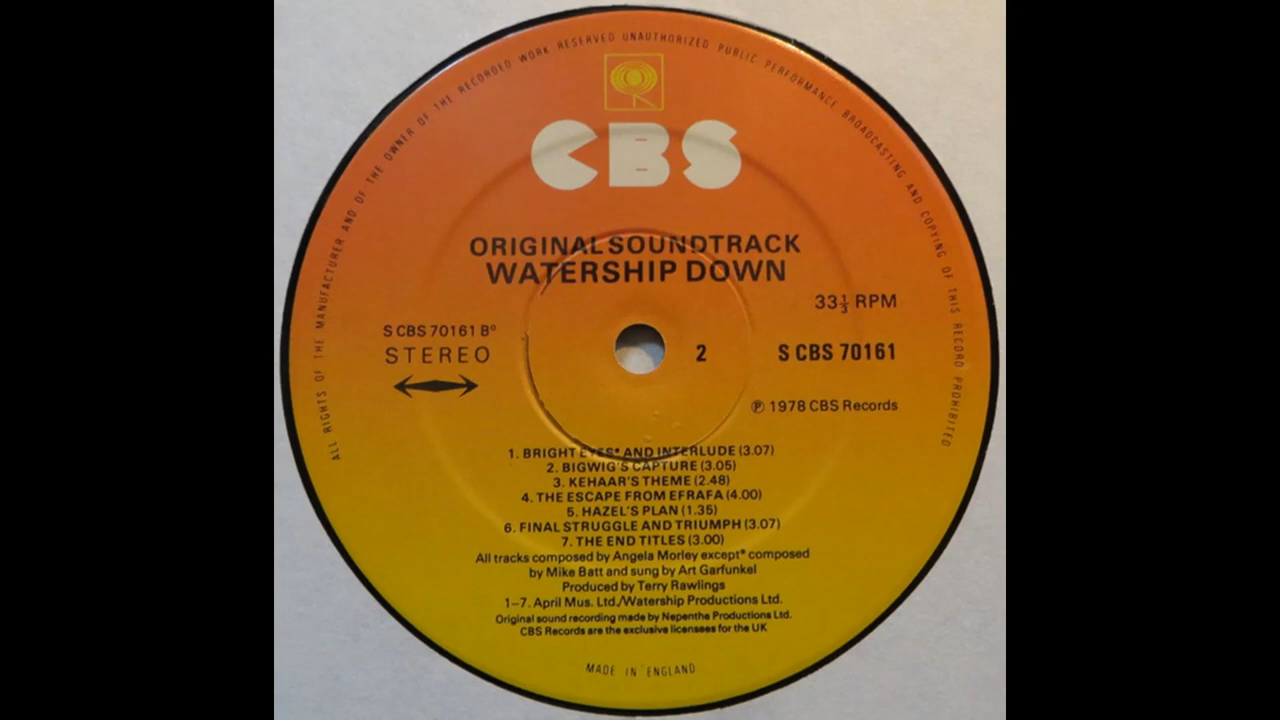 ALL RIGHTS OF THE MANUFACTURER AND OF THE OWNER OF THE RECORDED WORK RESERVED UNAUTHORIZED PUBLIC PERFORMANCE BROADCASTING AND COPYING OF THIS RECORD PROHIBITED
CBS
ORIGINAL SOUNDTRACK
WATERSHIP DOWN
33⅓ RPM
S CBS 70161 Bº
STEREO
2
S CBS 70161
℗ 1978 CBS Records
1. BRIGHT EYES* AND INTERLUDE (3.07)
2. BIGWIG'S CAPTURE (3.05)
3. KEHAAR'S THEME (2.48)
4. THE ESCAPE FROM EFRAFA (4.00)
5. HAZEL'S PLAN (1.35)
6. FINAL STRUGGLE AND TRIUMPH (3.07)
7. THE END TITLES (3.00)
All tracks composed by Angela Morley except* composed
by Mike Batt and sung by Art Garfunkel
Produced by Terry Rawlings
1–7. April Mus. Ltd./Watership Productions Ltd.
Original sound recording made by Nepenthe Productions Ltd.
CBS Records are the exclusive licensees for the UK
MADE IN ENGLAND